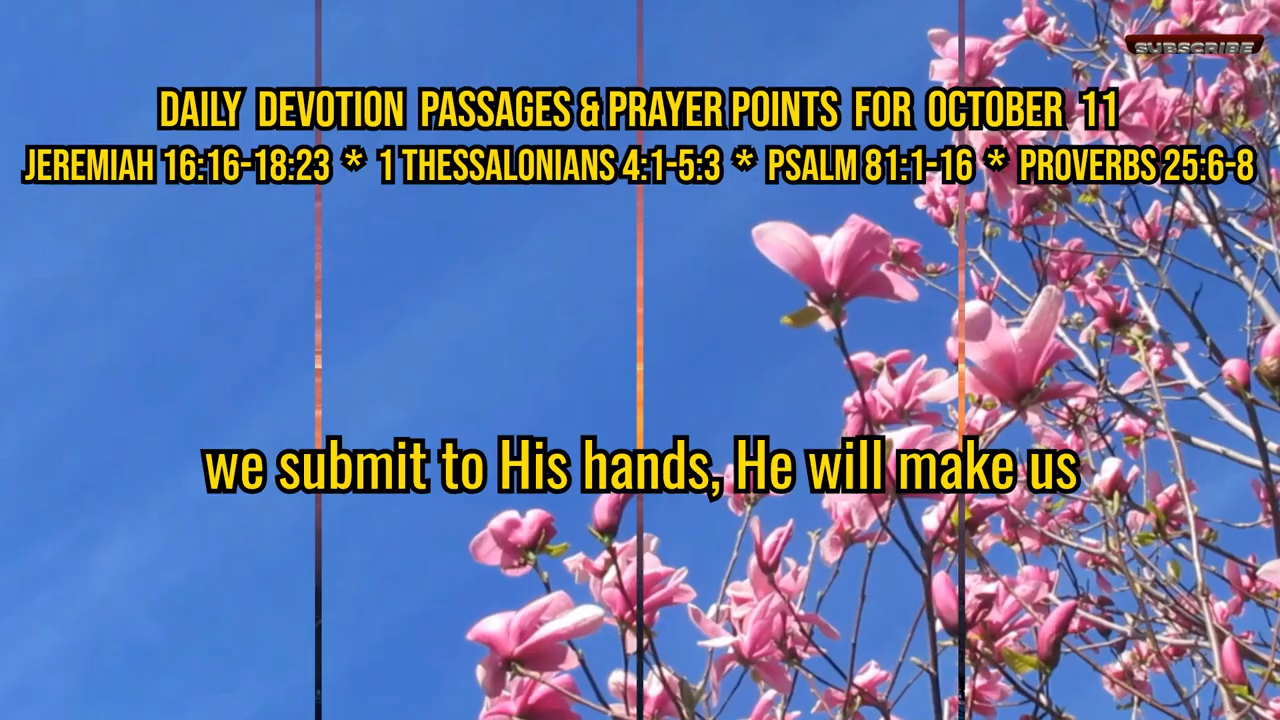 SUBSCRIBE
DAILY DEVOTION PASSAGES & PRAYER POINTS FOR OCTOBER 11
JEREMIAH 16:16-18:23 * 1 THESSALONIANS 4:1-5:3 * PSALM 81:1-16 * PROVERBS 25:6-8
we submit to His hands, He will make us